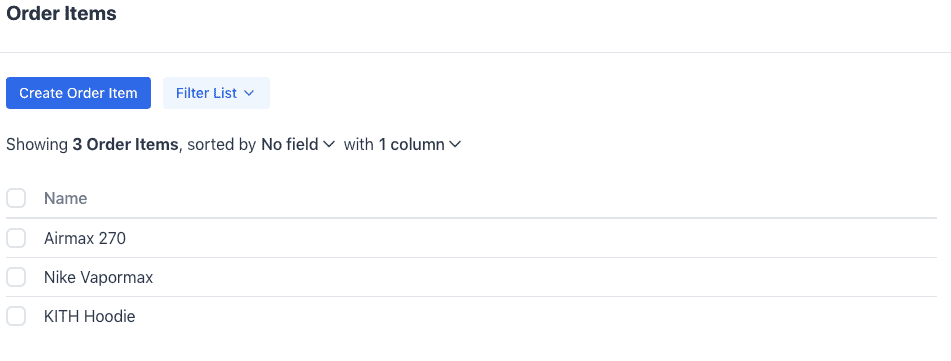 Order Items
Create Order Item Filter List
Showing 3 Order Items, sorted by No field with 1 column
Name
Airmax 270
Nike Vapormax
KITH Hoodie